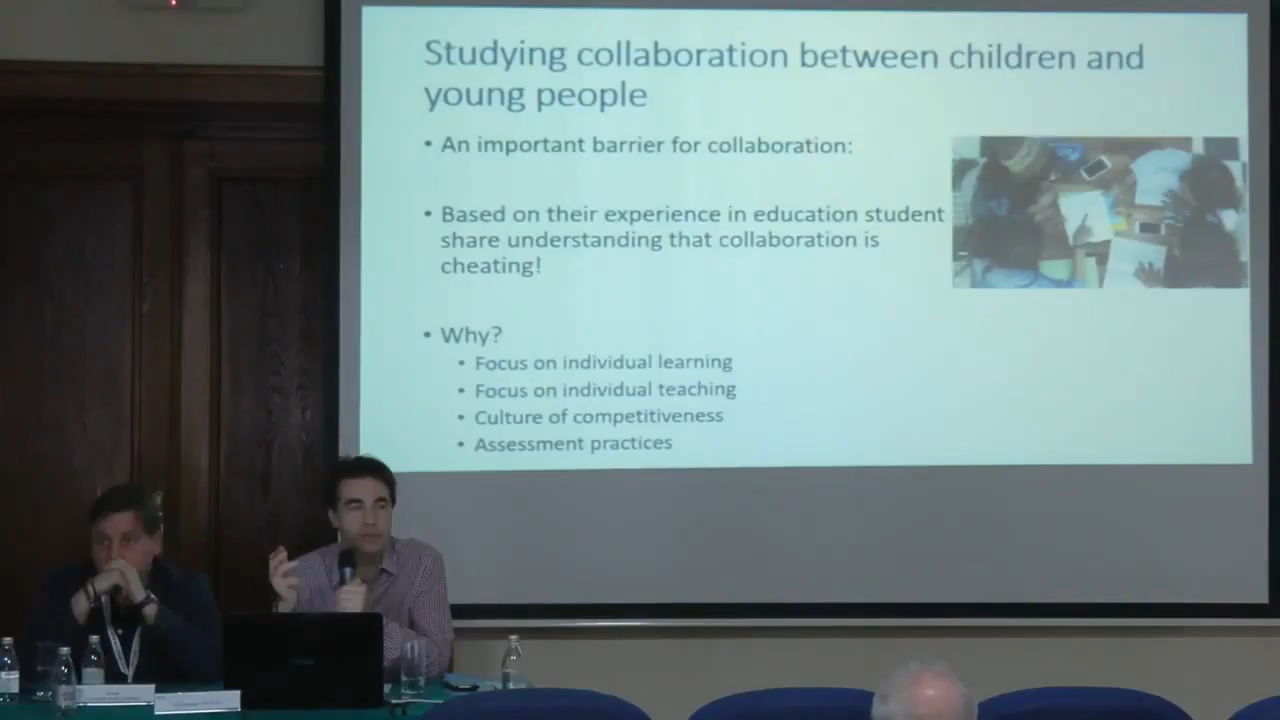 Studying collaboration between children and
young people
• An important barrier for collaboration:
• Based on their experience in education student
share understanding that collaboration is
cheating!
• Why?
• Focus on individual learning
• Focus on individual teaching
• Culture of competitiveness
• Assessment practices